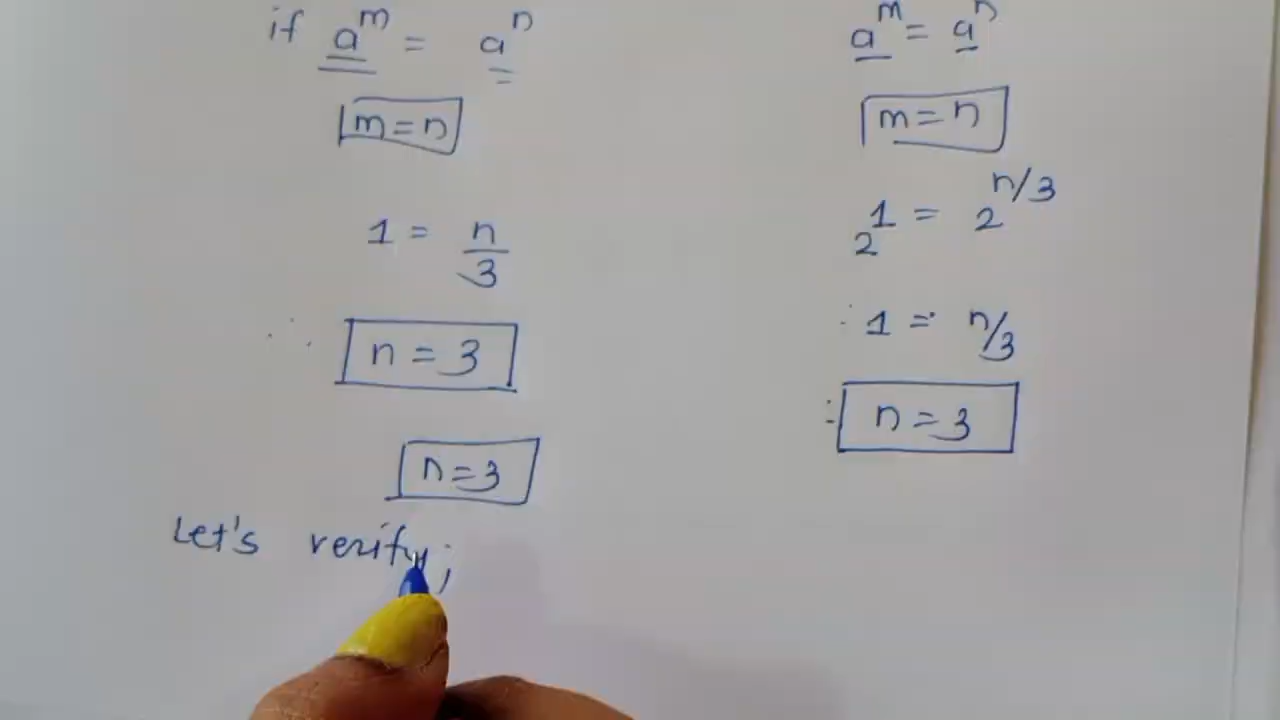 if a^m = a^n
m=n
1 = n/3
n = 3
n=3
Let's verify;
a^m = a^n
m=n
2^1 = 2^n/3
∴ 1 = n/3
∴ n=3